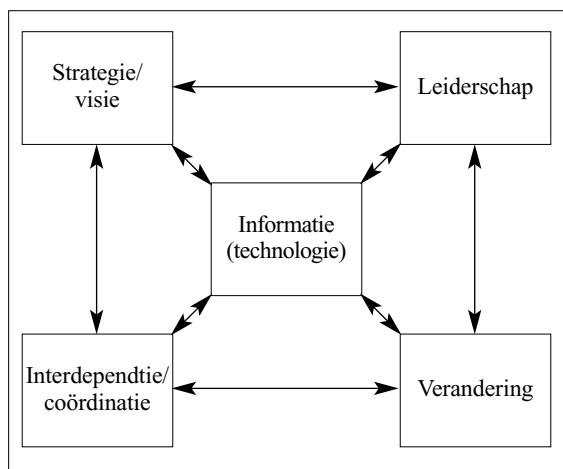 Strategie/
visie
Leiderschap
Informatie
(technologie)
Interdependtie/
coördinatie
Verandering